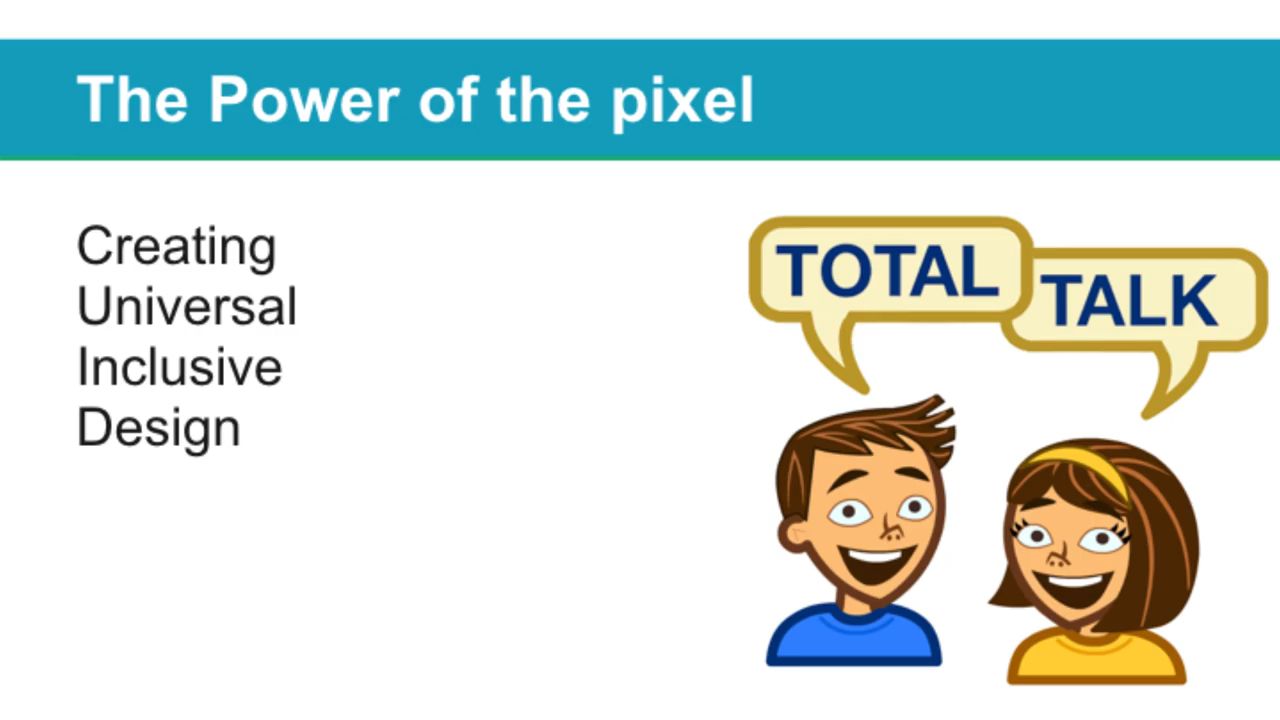 The Power of the pixel
Creating
Universal
Inclusive
Design
TOTAL
TALK